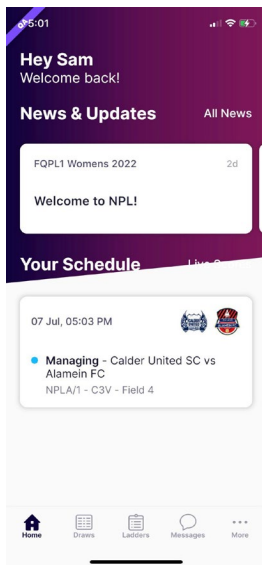 5:01
Hey Sam
Welcome back!
News & Updates
All News
FQPL1 Womens 2022
2d
Welcome to NPL!
Your Schedule
07 Jul, 05:03 PM
Managing - Calder United SC vs
Alamein FC
NPLA/1 - C3V - Field 4
Home
Draws
Ladders
Messages
More